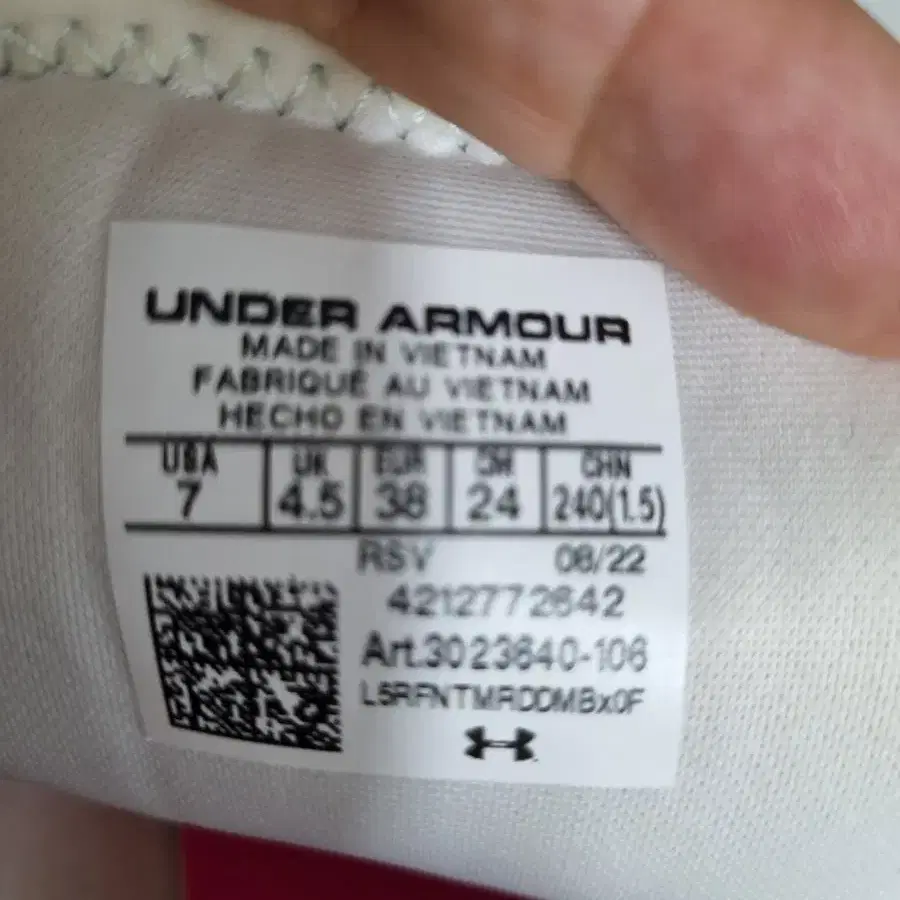 UNDER ARMOUR
MADE IN VIETNAM
FABRIQUÉ AU VIETNAM
HECHO EN VIETNAM
USA UK EUR CM CHN
7 4.5 38 24 240(1.5)
RSV 08/22
4212772642
Art.3023640-106
L5RFNTMRDDMBx0F